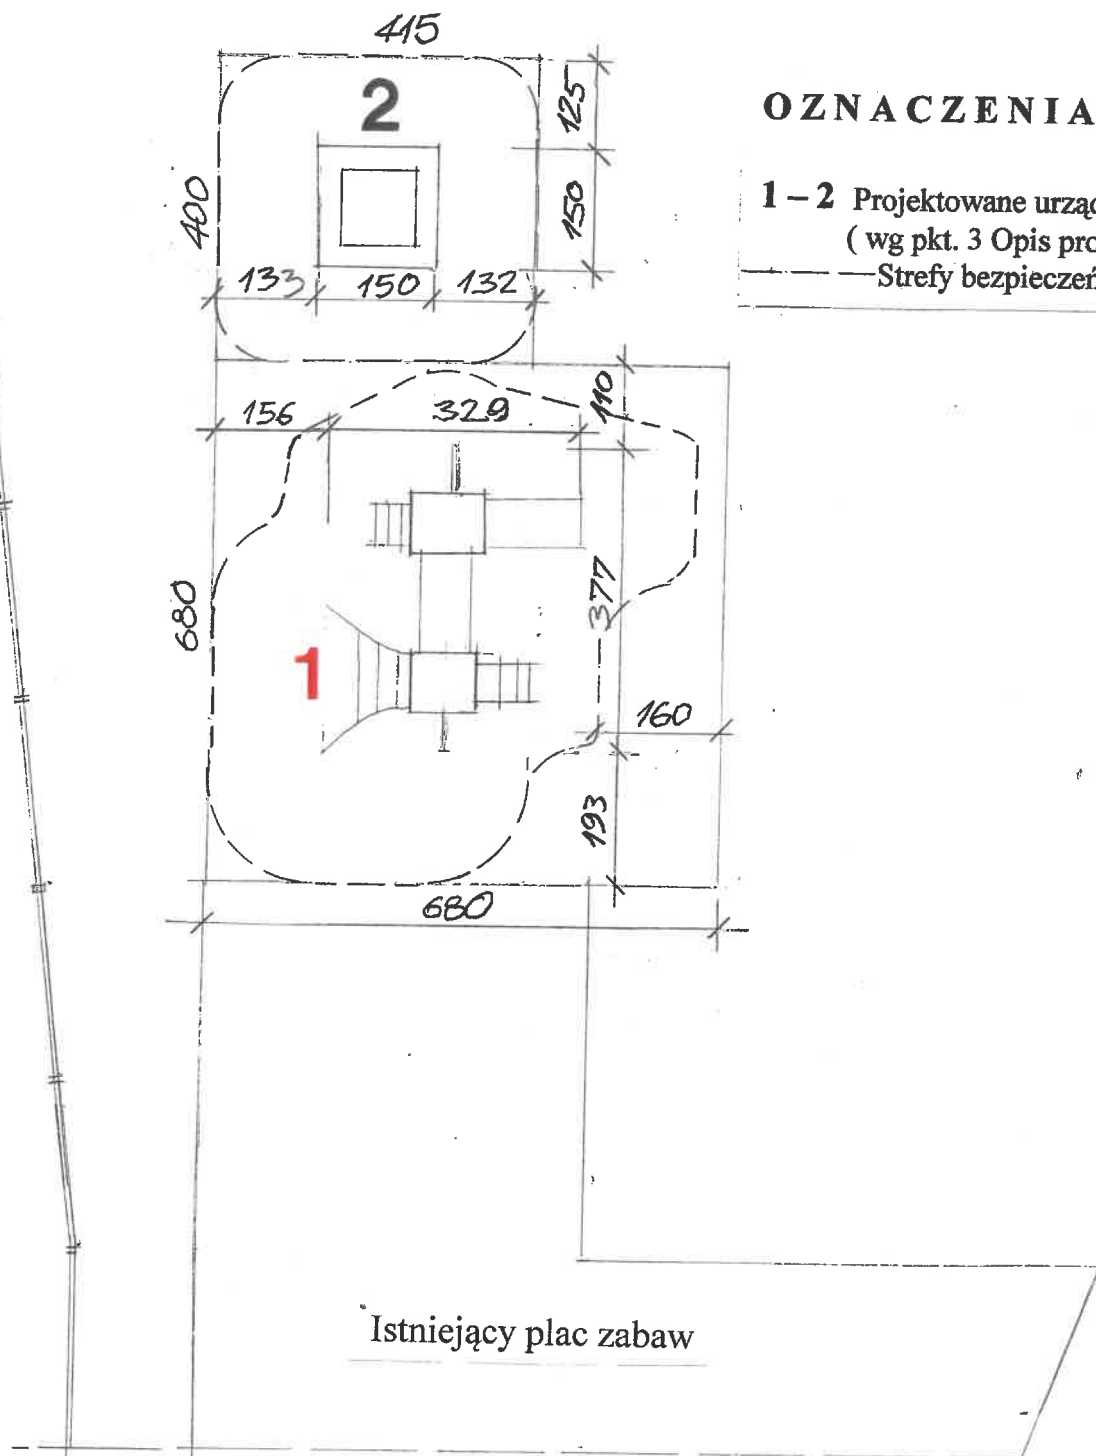 415
2
125
OZNACZENIA
400
150
1 – 2 Projektowane urząd
( wg pkt. 3 Opis pro
Strefy bezpieczeń
133 150 132
156 329 110
680
377
1
160
193
680
Istniejący plac zabaw